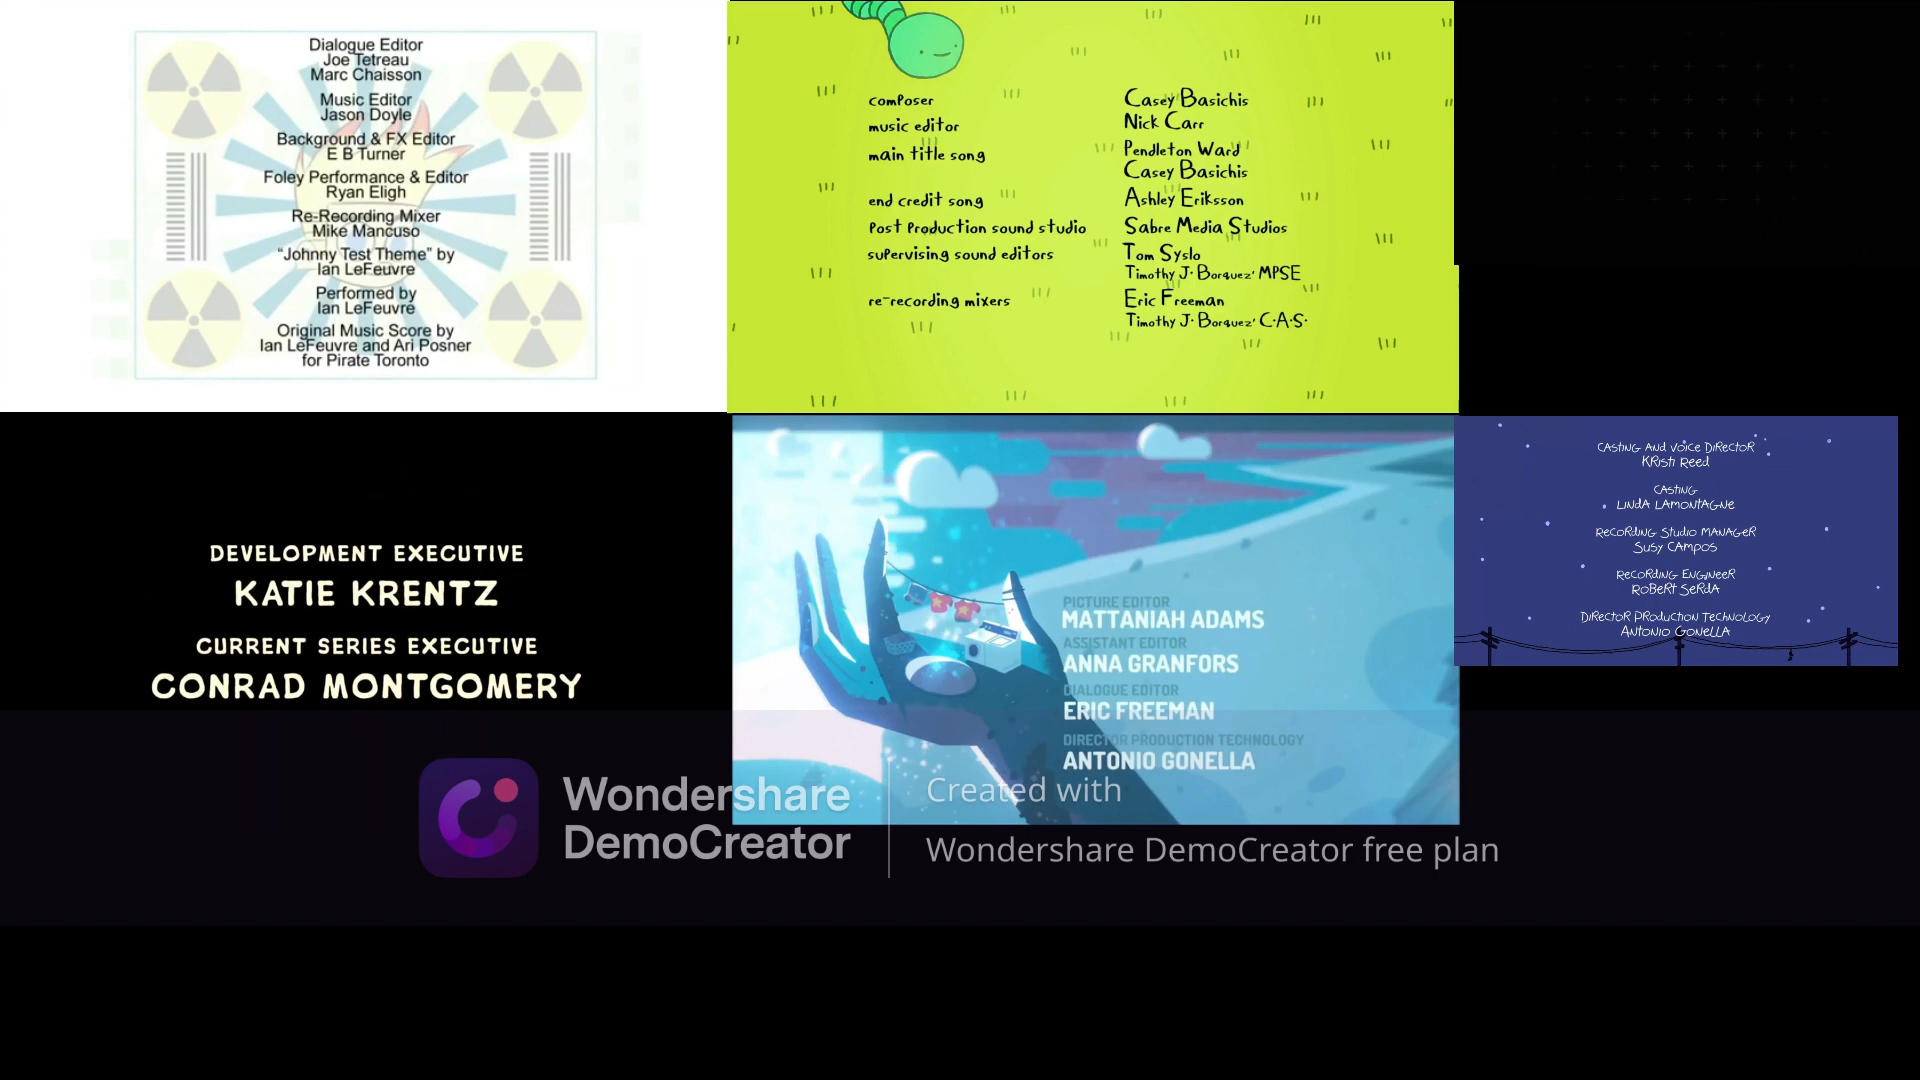 Dialogue Editor
Joe Tetreau
Marc Chaisson
Music Editor
Jason Doyle
Background & FX Editor
E B Turner
Foley Performance & Editor
Ryan Eligh
Re-Recording Mixer
Mike Mancuso
“Johnny Test Theme” by
Ian LeFeuvre
Performed by
Ian LeFeuvre
Original Music Score by
Ian LeFeuvre and Ari Posner
for Pirate Toronto
composer Casey Basichis
music editor Nick Carr
main title song Pendleton Ward
Casey Basichis
end credit song Ashley Eriksson
Post Production sound studio Sabre Media Studios
supervising sound editors Tom Syslo
Timothy J. Borquez' MPSE
re-recording mixers Eric Freeman
Timothy J. Borquez' C.A.S.
DEVELOPMENT EXECUTIVE
KATIE KRENTZ
CURRENT SERIES EXECUTIVE
CONRAD MONTGOMERY
PICTURE EDITOR
MATTANIAH ADAMS
ASSISTANT EDITOR
ANNA GRANFORS
DIALOGUE EDITOR
ERIC FREEMAN
DIRECTOR PRODUCTION TECHNOLOGY
ANTONIO GONELLA
CASTING AND VOICE DIRECTOR
KRISTI REED
CASTING
LINDA LAMONTAGNE
RECORDING STUDIO MANAGER
SUSY CAMPOS
RECORDING ENGINEER
ROBERT SERDA
DIRECTOR PRODUCTION TECHNOLOGY
ANTONIO GONELLA
Wondershare
DemoCreator
Created with
Wondershare DemoCreator free plan